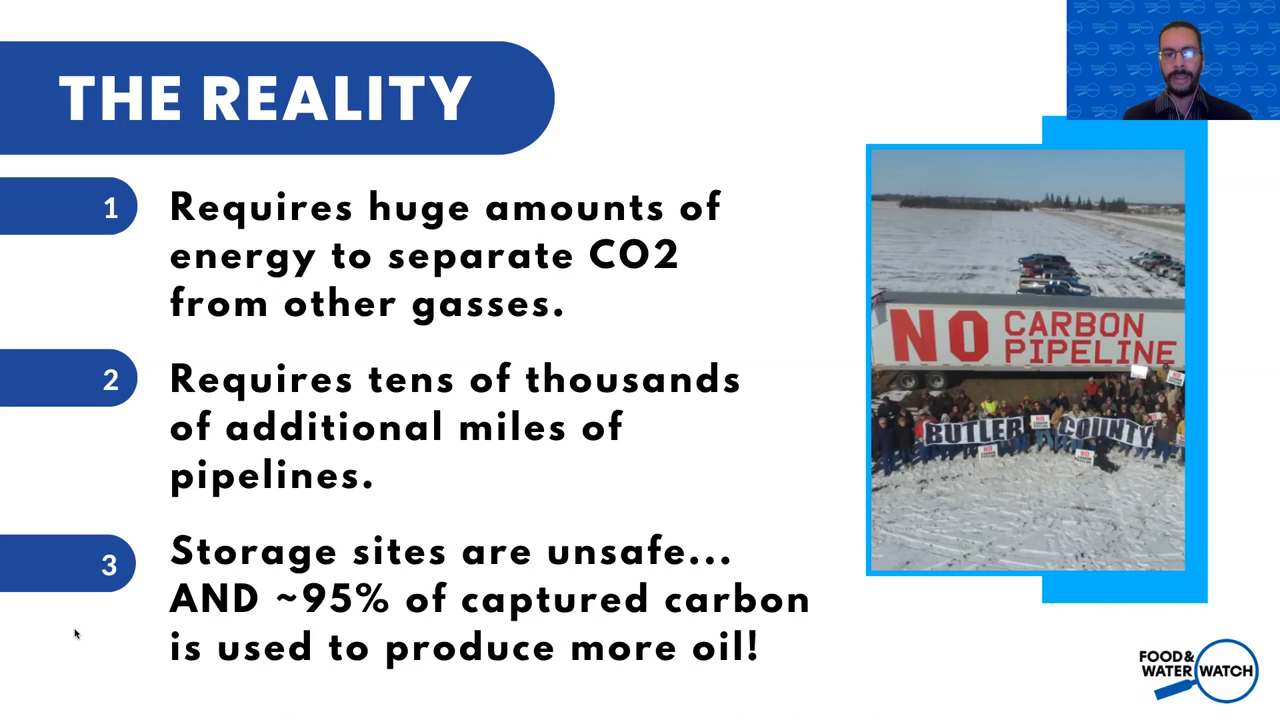 THE REALITY
1
Requires huge amounts of
energy to separate CO2
from other gasses.
2
Requires tens of thousands
of additional miles of
pipelines.
3
Storage sites are unsafe...
AND ~95% of captured carbon
is used to produce more oil!
NO CARBON
PIPELINE
BUTLER COUNTY
FOOD&
WATER WATCH